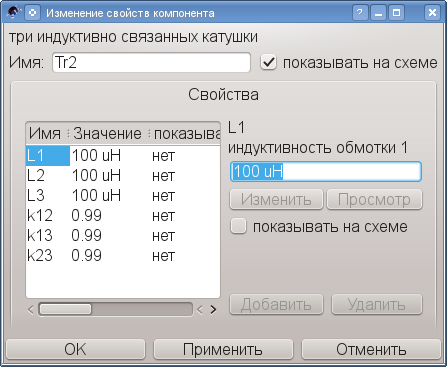 Изменение свойств компонента
три индуктивно связанных катушки
Имя: Tr2 показывать на схеме
Свойства
Имя Значение показыва
L1 100 uH нет
L2 100 uH нет
L3 100 uH нет
k12 0.99 нет
k13 0.99 нет
k23 0.99 нет
L1
индуктивность обмотки 1
100 uH
Изменить Просмотр
показывать на схеме
Добавить Удалить
OK Применить Отменить